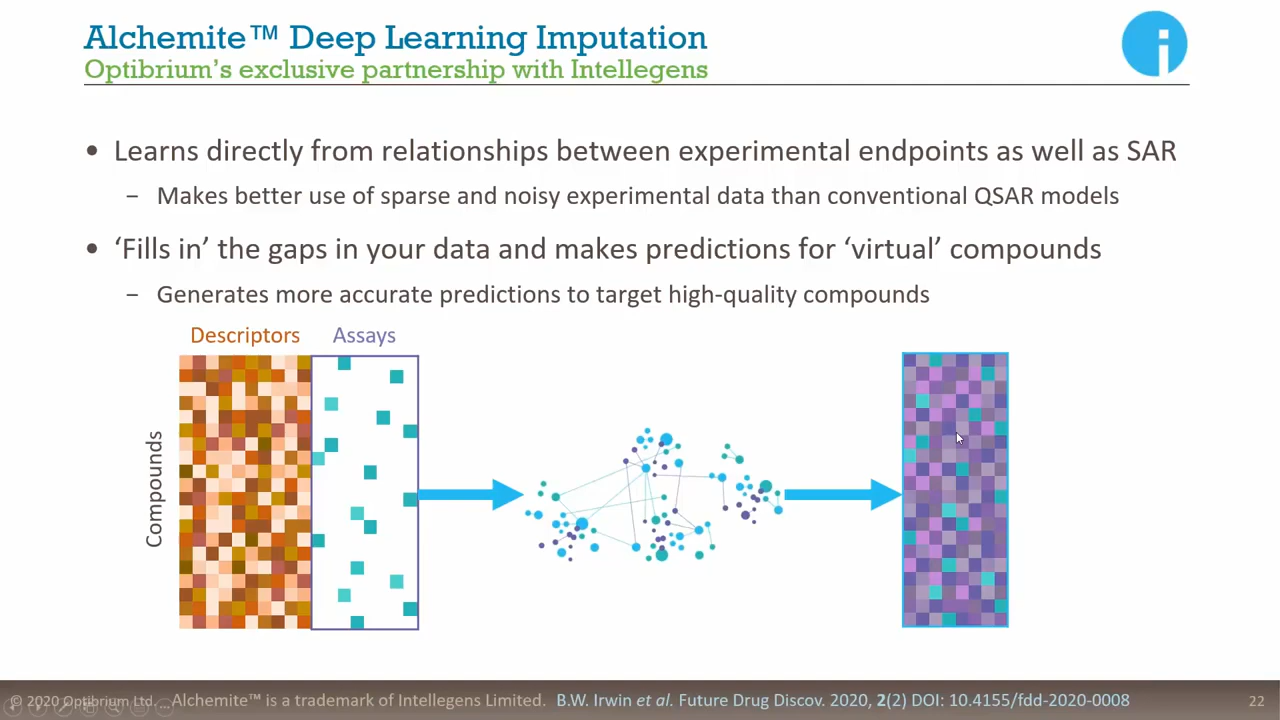 Alchemite™ Deep Learning Imputation
Optibrium's exclusive partnership with Intellegens
• Learns directly from relationships between experimental endpoints as well as SAR
− Makes better use of sparse and noisy experimental data than conventional QSAR models
• ‘Fills in’ the gaps in your data and makes predictions for ‘virtual’ compounds
− Generates more accurate predictions to target high-quality compounds
Descriptors Assays
Compounds
© 2020 Optibrium Ltd. Alchemite™ is a trademark of Intellegens Limited. B.W. Irwin et al. Future Drug Discov. 2020, 2(2) DOI: 10.4155/fdd-2020-0008 22